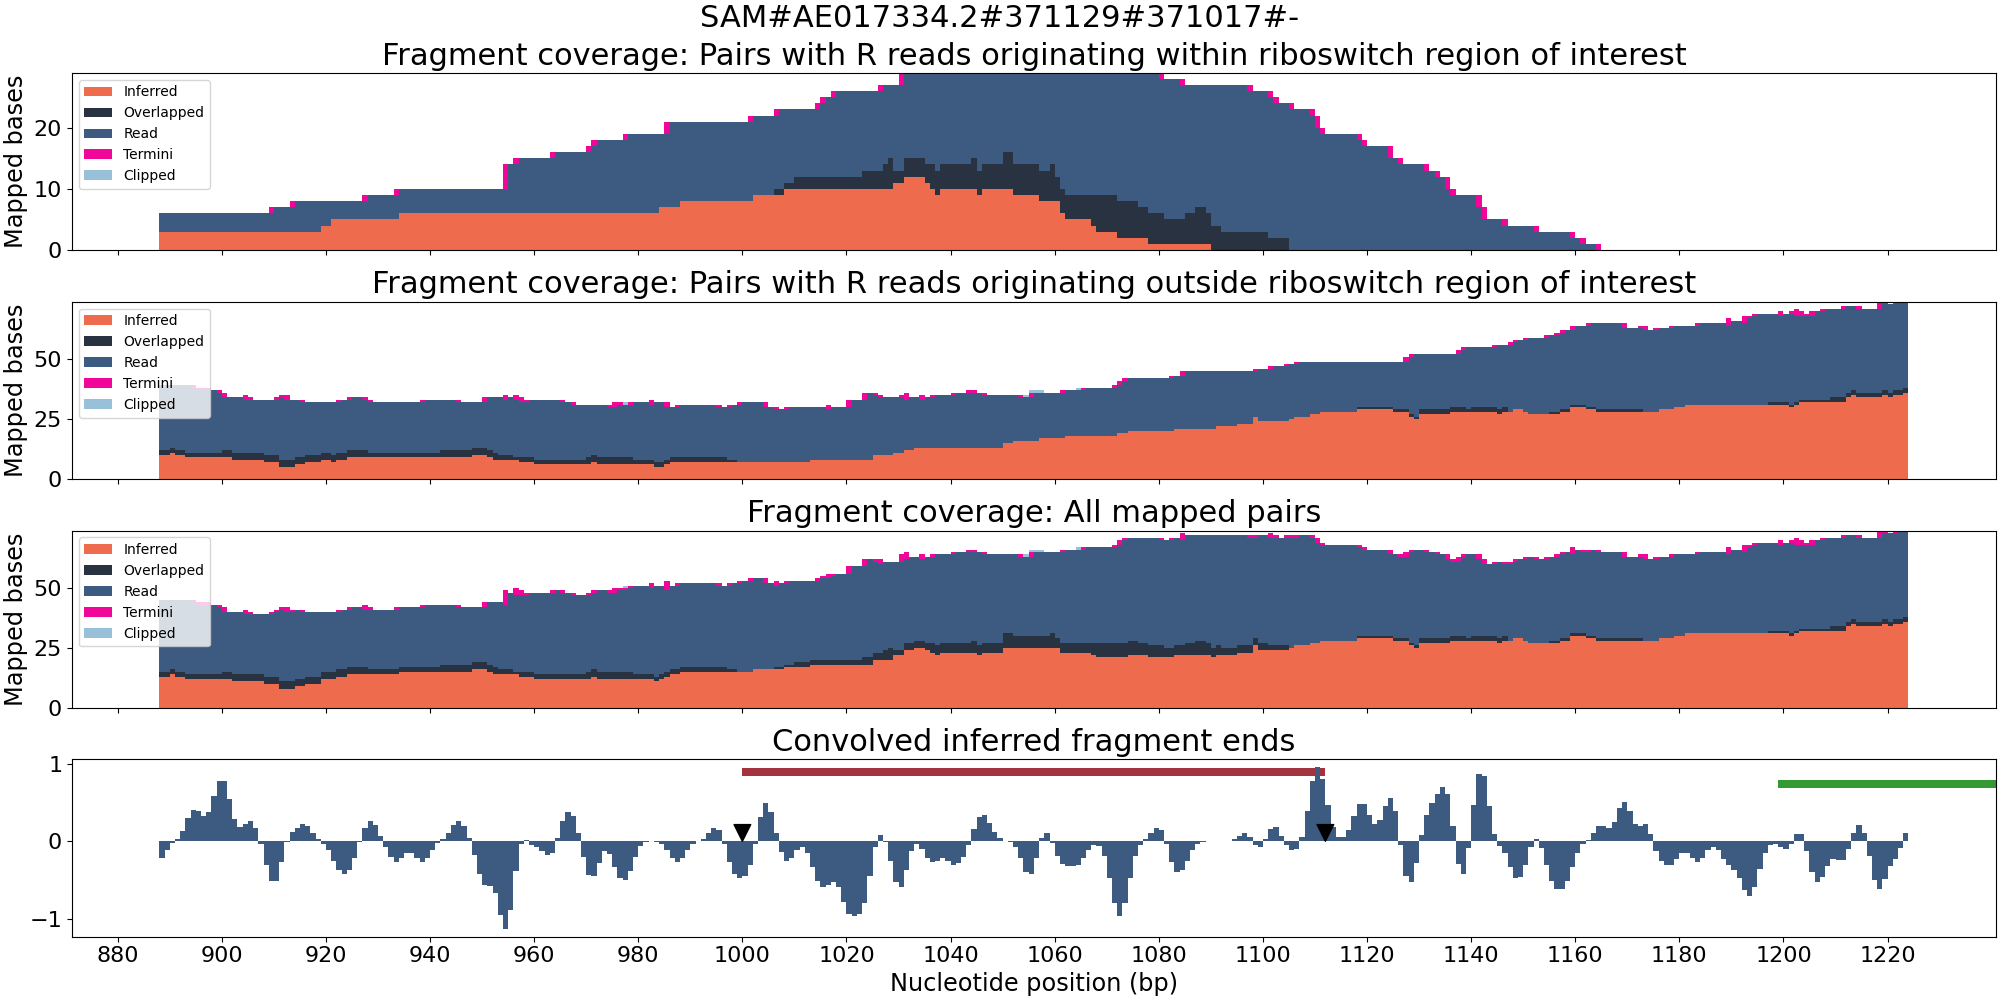 SAM#AE017334.2#371129#371017#-
Fragment coverage: Pairs with R reads originating within riboswitch region of interest
Mapped bases
20
10
0
Inferred
Overlapped
Read
Termini
Clipped
Fragment coverage: Pairs with R reads originating outside riboswitch region of interest
Mapped bases
50
25
0
Inferred
Overlapped
Read
Termini
Clipped
Fragment coverage: All mapped pairs
Mapped bases
50
25
0
Inferred
Overlapped
Read
Termini
Clipped
Convolved inferred fragment ends
1
0
−1
880 900 920 940 960 980 1000 1020 1040 1060 1080 1100 1120 1140 1160 1180 1200 1220
Nucleotide position (bp)